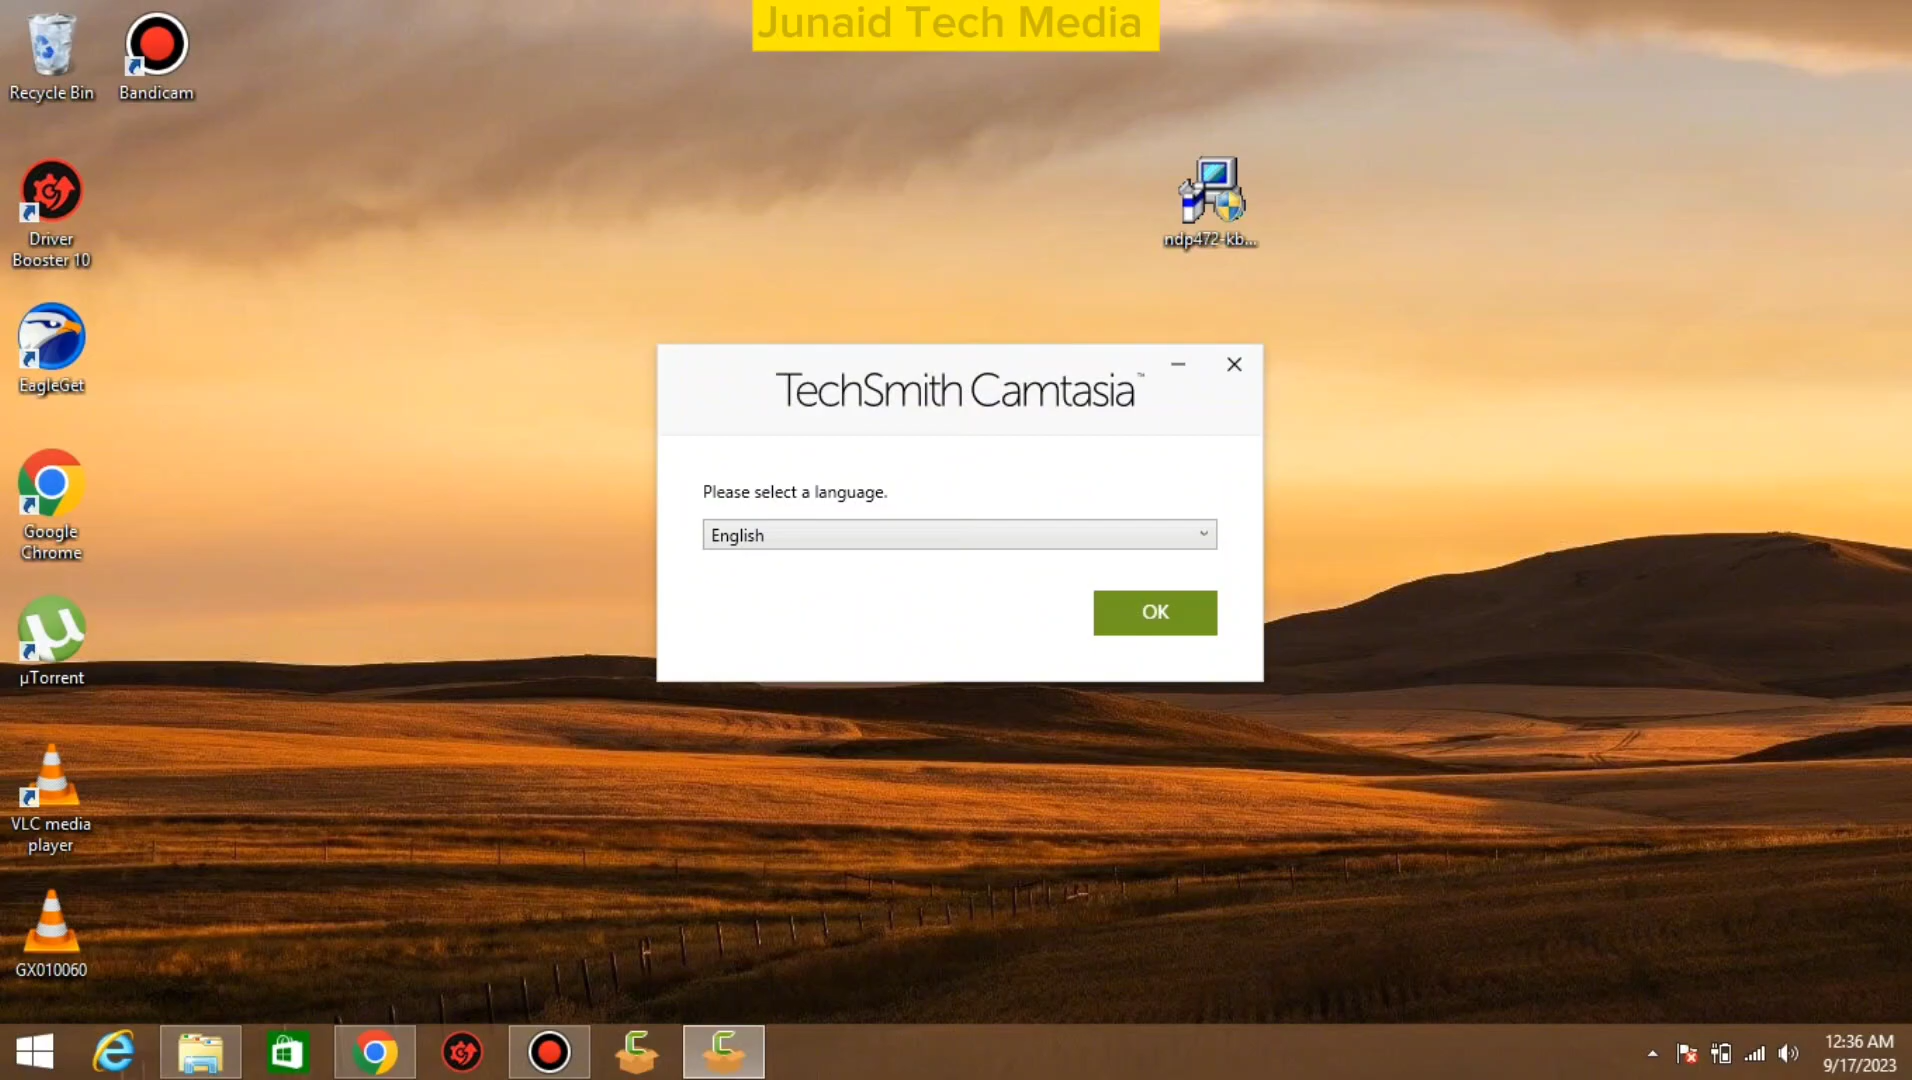 Junaid Tech Media
Recycle Bin
Bandicam
Driver
Booster 10
ndp472-kb...
EagleGet
TechSmith Camtasia™
Please select a language.
English
OK
Google
Chrome
µTorrent
VLC media
player
GX010060
12:36 AM
9/17/2023